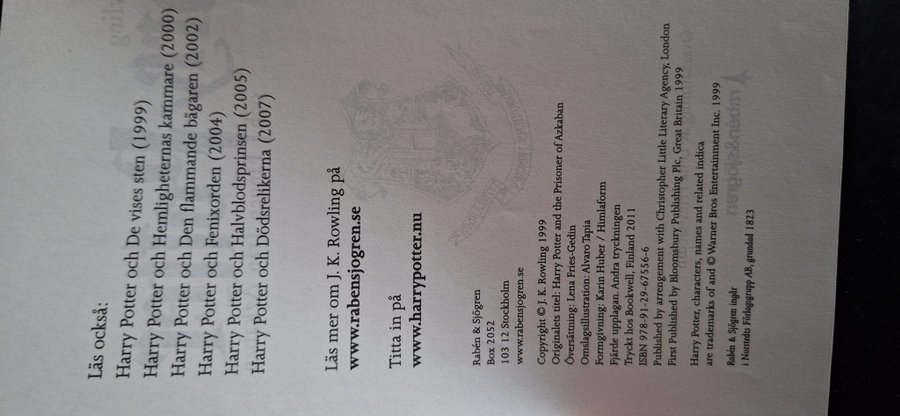 Läs också:
Harry Potter och De vises sten (1999)
Harry Potter och Hemligheternas kammare (2000)
Harry Potter och Den flammande bägaren (2002)
Harry Potter och Fenixorden (2004)
Harry Potter och Halvblodsprinsen (2005)
Harry Potter och Dödsrelikerna (2007)
Läs mer om J. K. Rowling på
www.rabensjogren.se
Titta in på
www.harrypotter.nu
Rabén & Sjögren
Box 2052
103 12 Stockholm
www.rabensjogren.se
Copyright © J. K. Rowling 1999
Originalets titel: Harry Potter and the Prisoner of Azkaban
Översättning: Lena Fries-Gedin
Omslagsillustration: Alvaro Tapia
Formgivning: Karin Huber / Himlaform
Fjärde upplagan. Andra tryckningen
Tryckt hos Bookwell, Finland 2011
ISBN 978-91-29-67556-6
Published by arrengement with Christopher Little Literary Agency, London
First Published by Bloomsbury Publishing Plc, Great Britain 1999
Harry Potter, characters, names and related indica
are trademarks of and © Warner Bros Entertainment Inc. 1999
Rabén & Sjögren ingår
i Norstedts Förlagsgrupp AB, grundad 1823